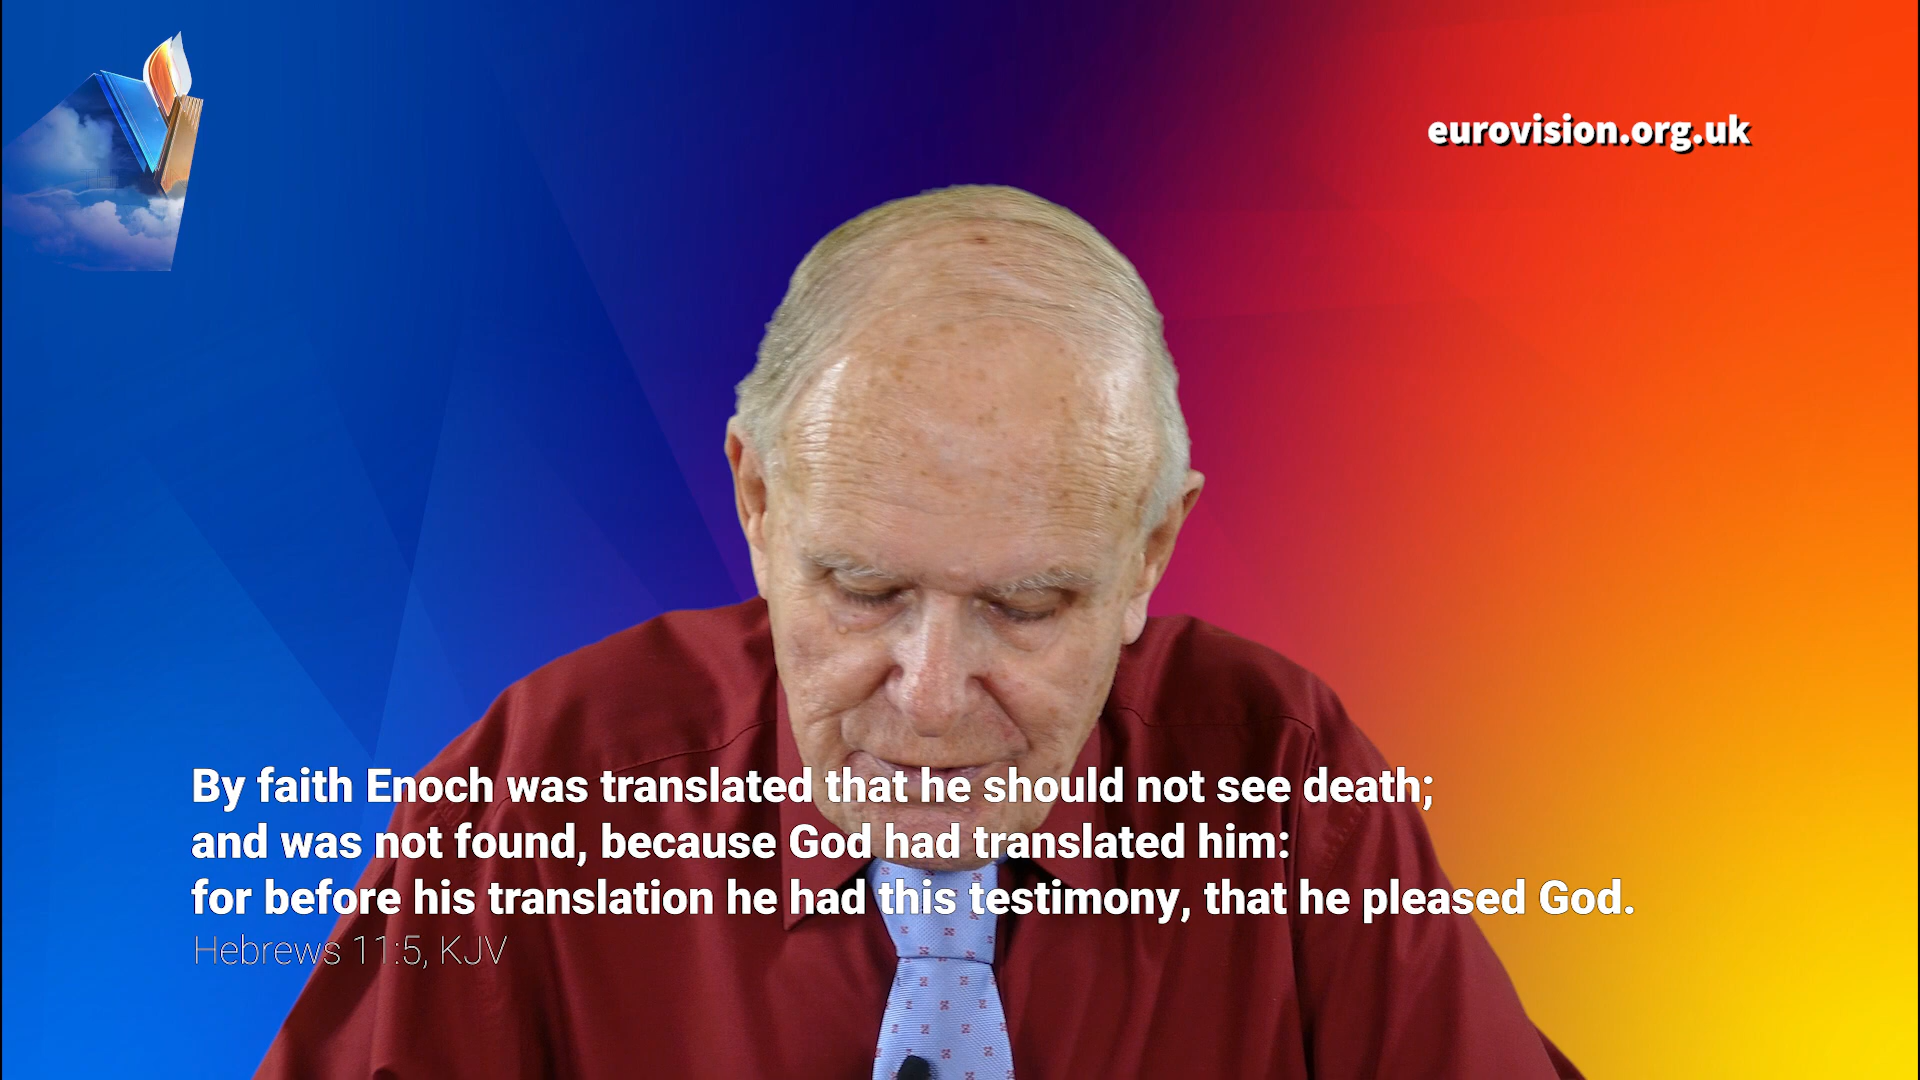 eurovision.org.uk
By faith Enoch was translated that he should not see death;
and was not found, because God had translated him:
for before his translation he had this testimony, that he pleased God.
Hebrews 11:5, KJV